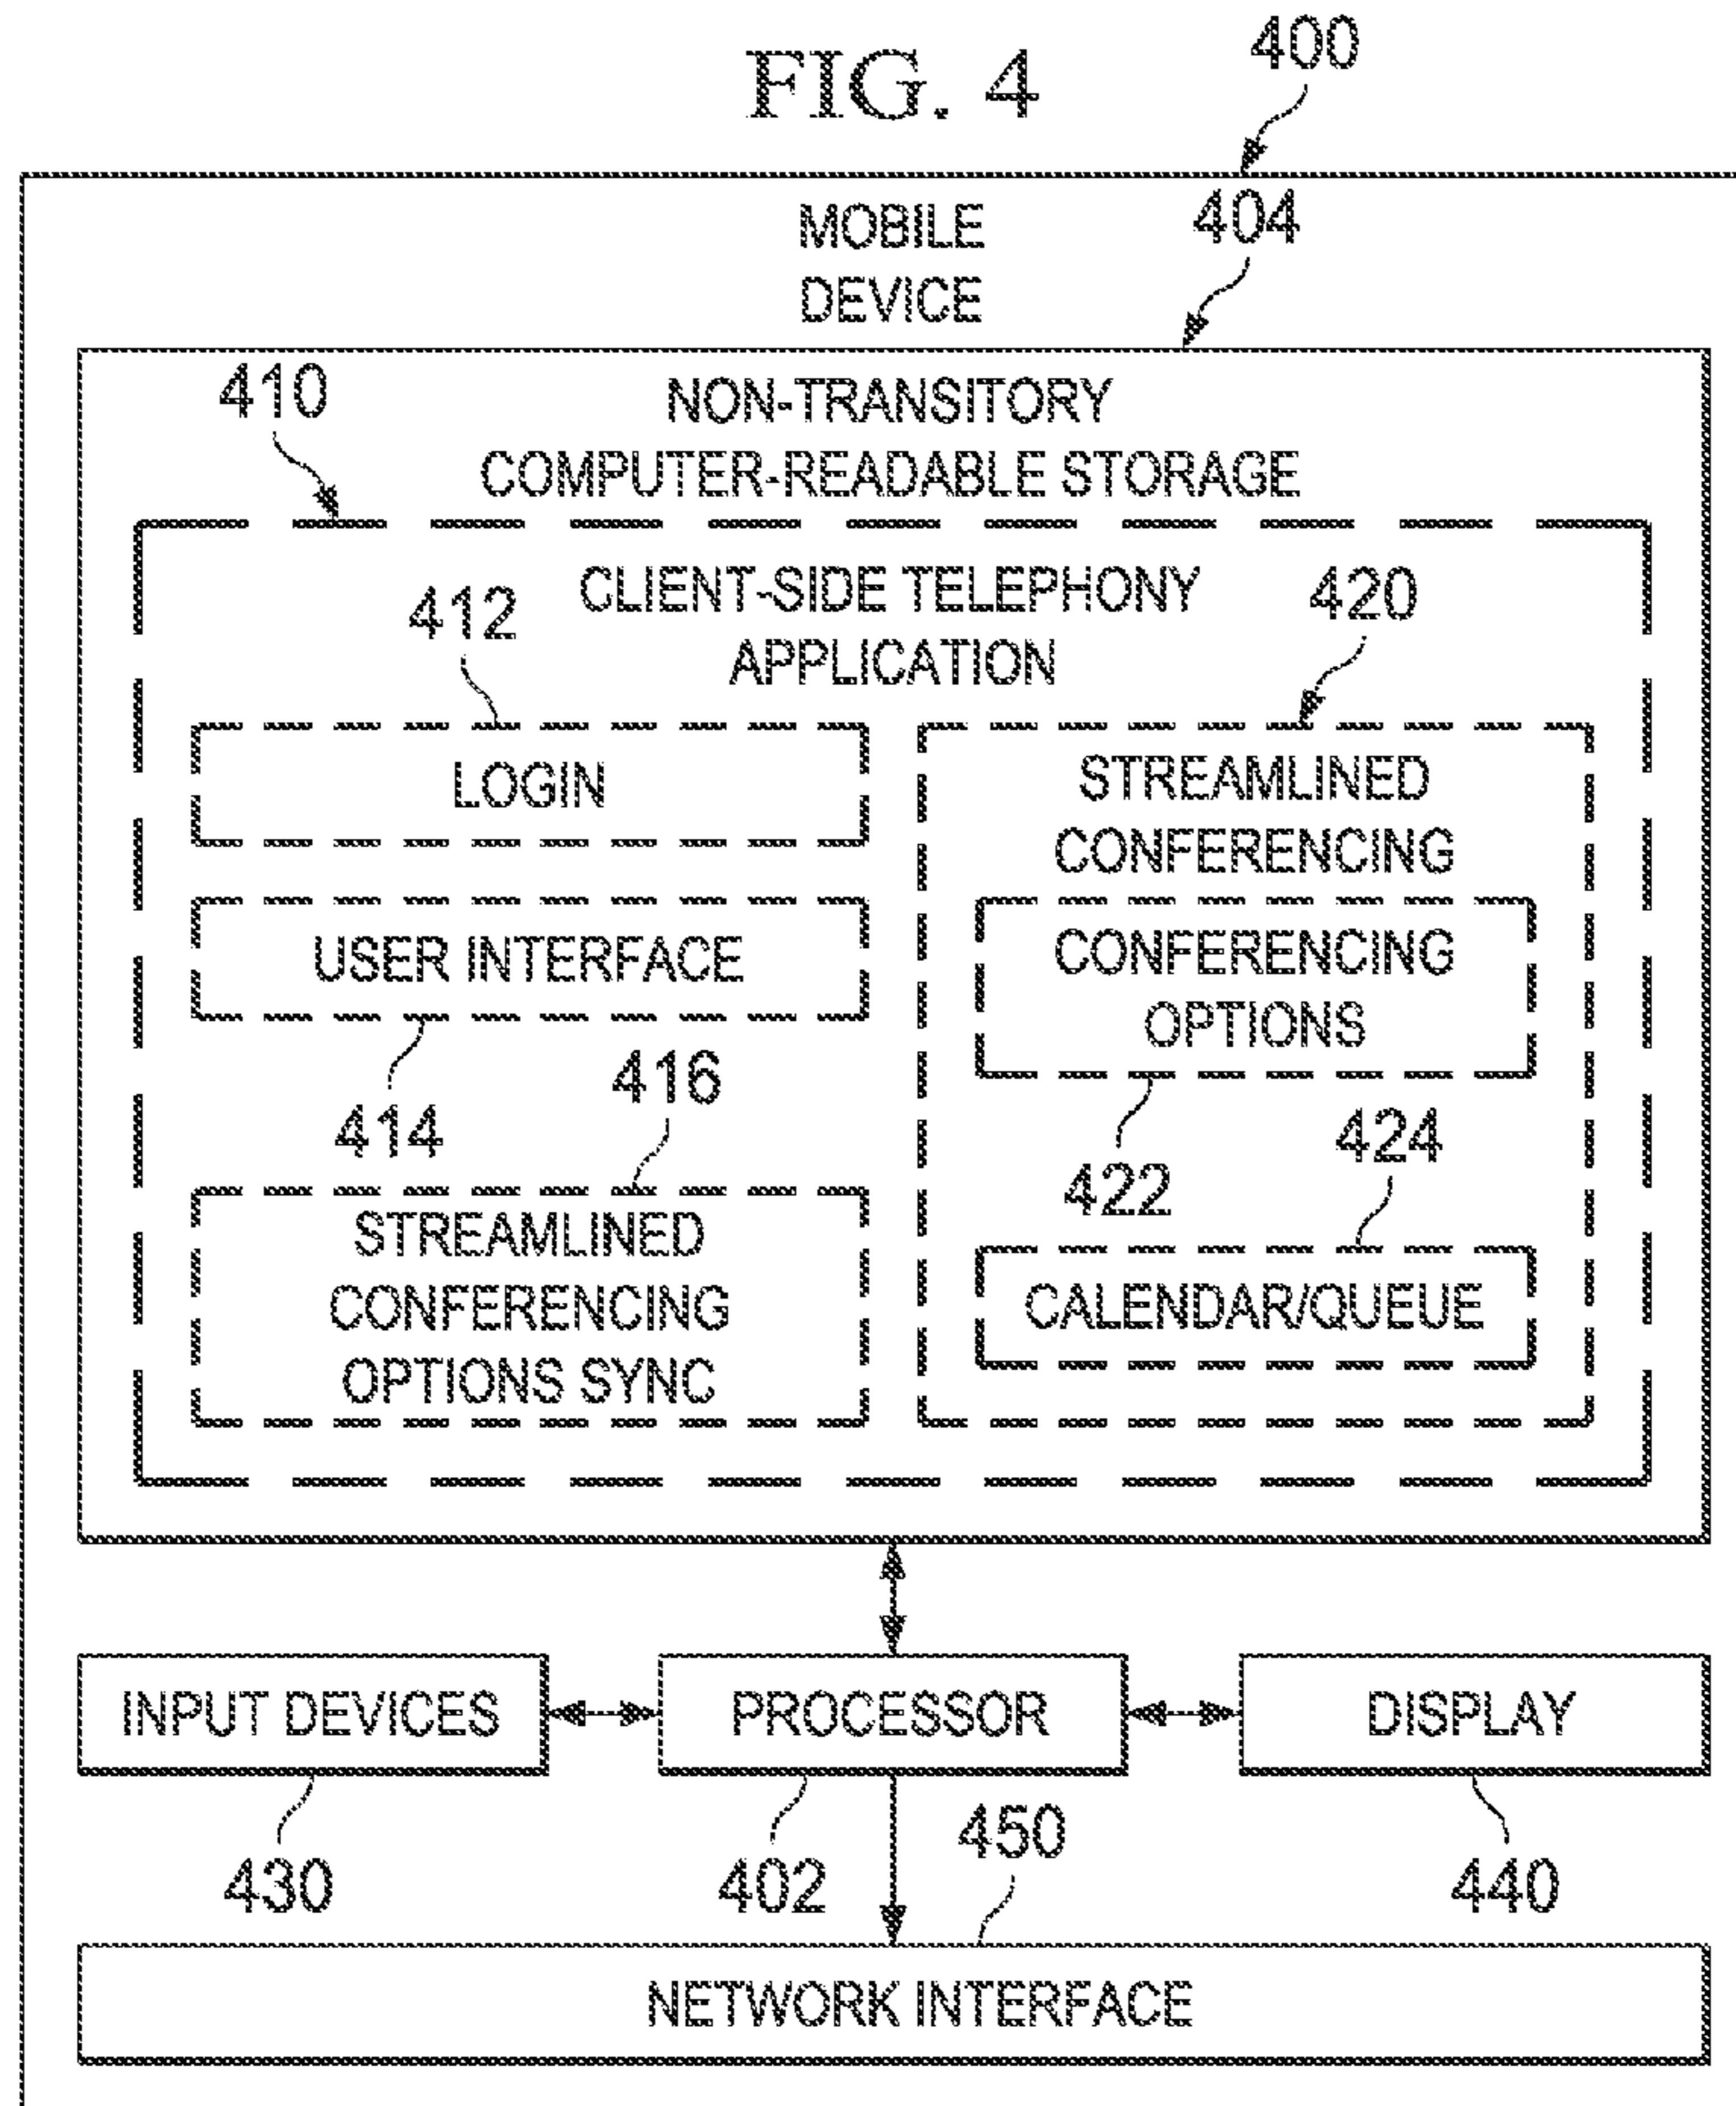 FIG. 4
400
MOBILE
DEVICE
404
410
NON-TRANSITORY
COMPUTER-READABLE STORAGE
CLIENT-SIDE TELEPHONY
APPLICATION
412
420
LOGIN
STREAMLINED
CONFERENCING
USER INTERFACE
CONFERENCING
OPTIONS
414
416
422
424
STREAMLINED
CONFERENCING
OPTIONS SYNC
CALENDAR/QUEUE
INPUT DEVICES
PROCESSOR
DISPLAY
430
402
450
440
NETWORK INTERFACE